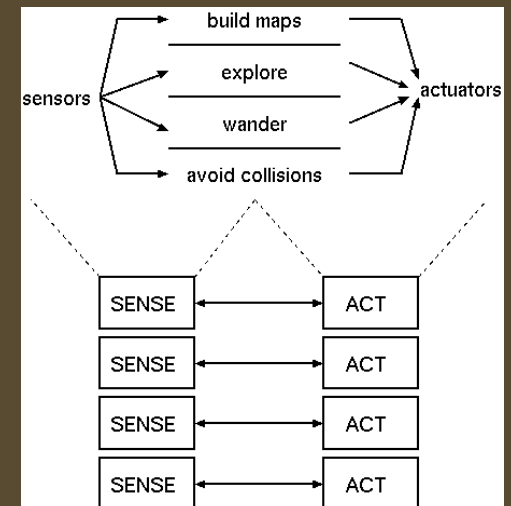 build maps
explore
sensors
actuators
wander
avoid collisions
SENSE ACT
SENSE ACT
SENSE ACT
SENSE ACT